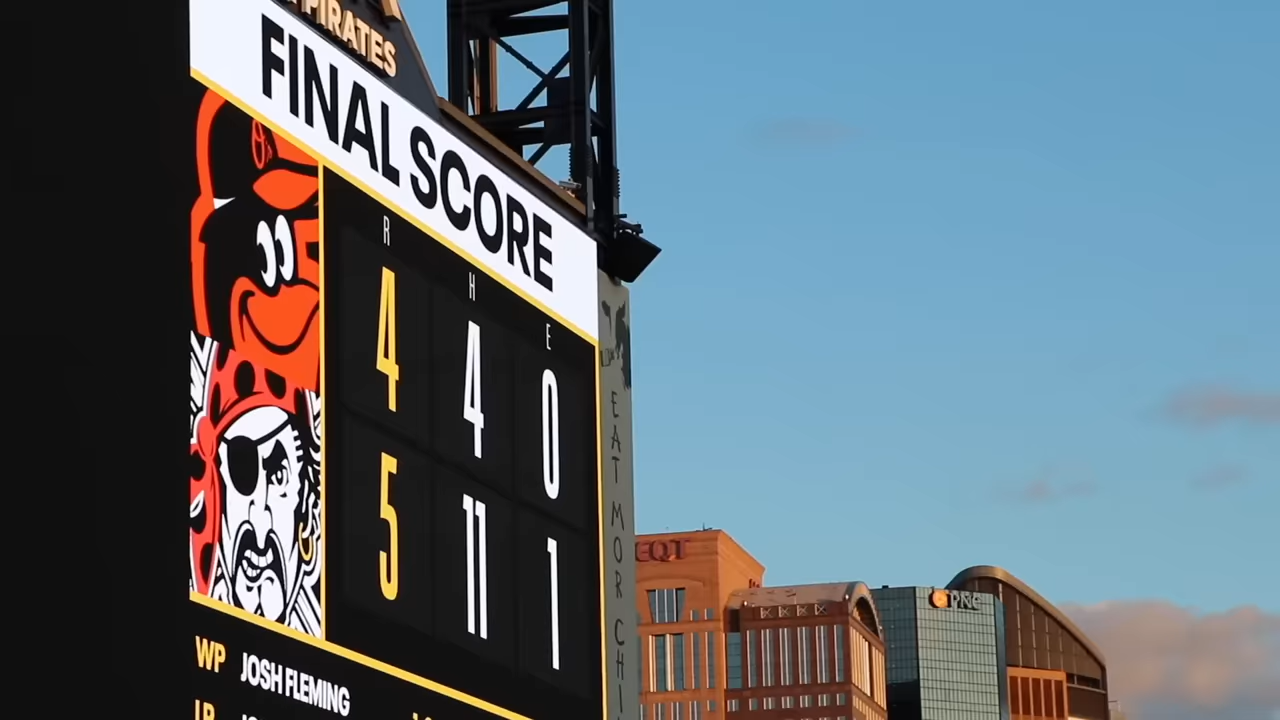 PIRATES
FINAL SCORE
R H E
4 4 0
5 11 1
WP JOSH FLEMING
EAT MOR CHI
EQT
PNC